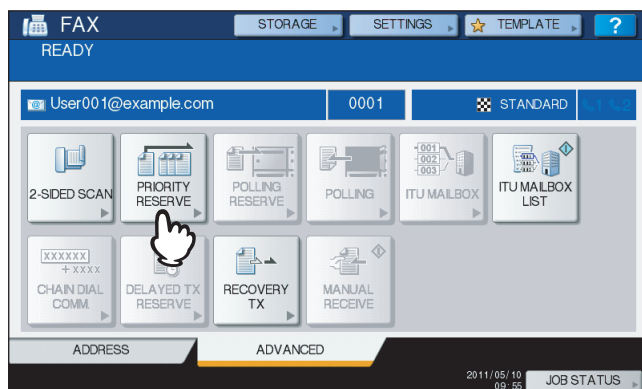 FAX
STORAGE
SETTINGS
TEMPLATE
?
READY
User001@example.com
0001
STANDARD
1
2
2-SIDED SCAN
PRIORITY
RESERVE
POLLING
RESERVE
POLLING
001
002
003
ITU MAILBOX
ITU MAILBOX
LIST
XXXXXX
+ XXXX
CHAIN DIAL
COMM.
DELAYED TX
RESERVE
RECOVERY
TX
MANUAL
RECEIVE
ADDRESS
ADVANCED
2011/05/10
09:55
JOB STATUS